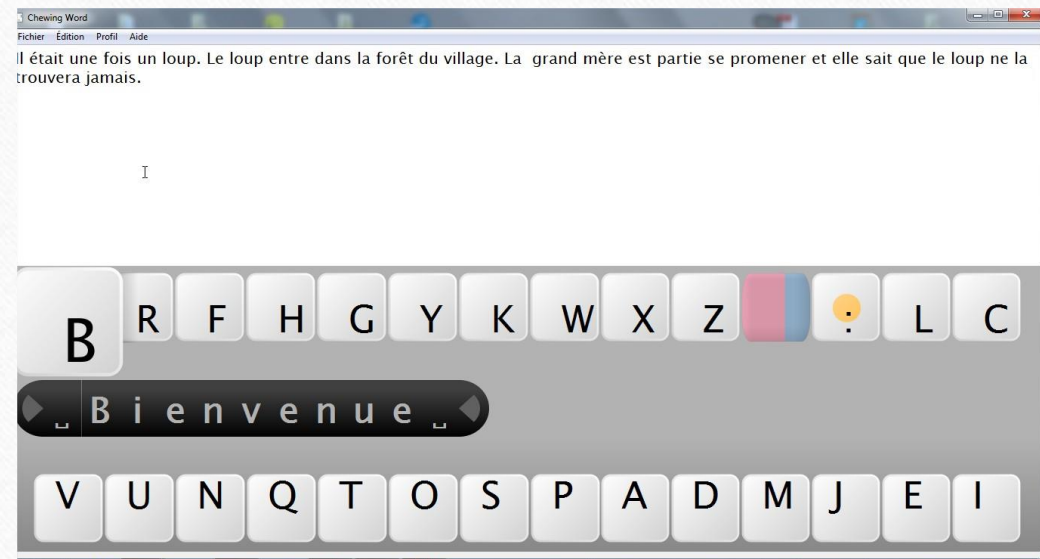 Chewing Word
Fichier Édition Profil Aide
Il était une fois un loup. Le loup entre dans la forêt du village. La  grand mère est partie se promener et elle sait que le loup ne la
trouvera jamais.
B R F H G Y K W X Z : L C
␣ Bienvenue ␣
V U N Q T O S P A D M J E I